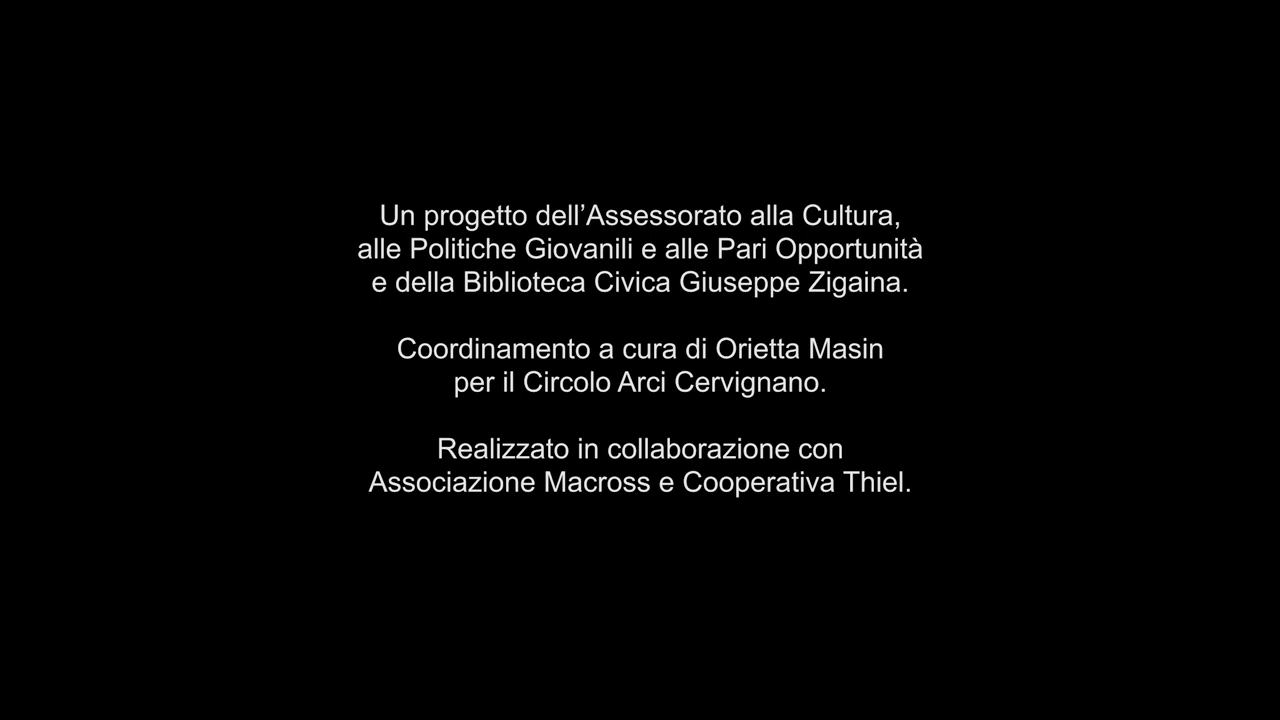 Un progetto dell’Assessorato alla Cultura,
alle Politiche Giovanili e alle Pari Opportunità
e della Biblioteca Civica Giuseppe Zigaina.
Coordinamento a cura di Orietta Masin
per il Circolo Arci Cervignano.
Realizzato in collaborazione con
Associazione Macross e Cooperativa Thiel.